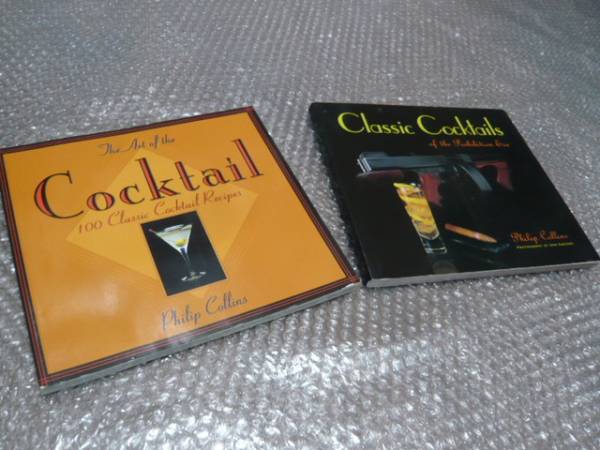 The Art of the
Cocktail
100 Classic Cocktail Recipes
Philip Collins
Classic Cocktails
of the Prohibition Era
Philip Collins